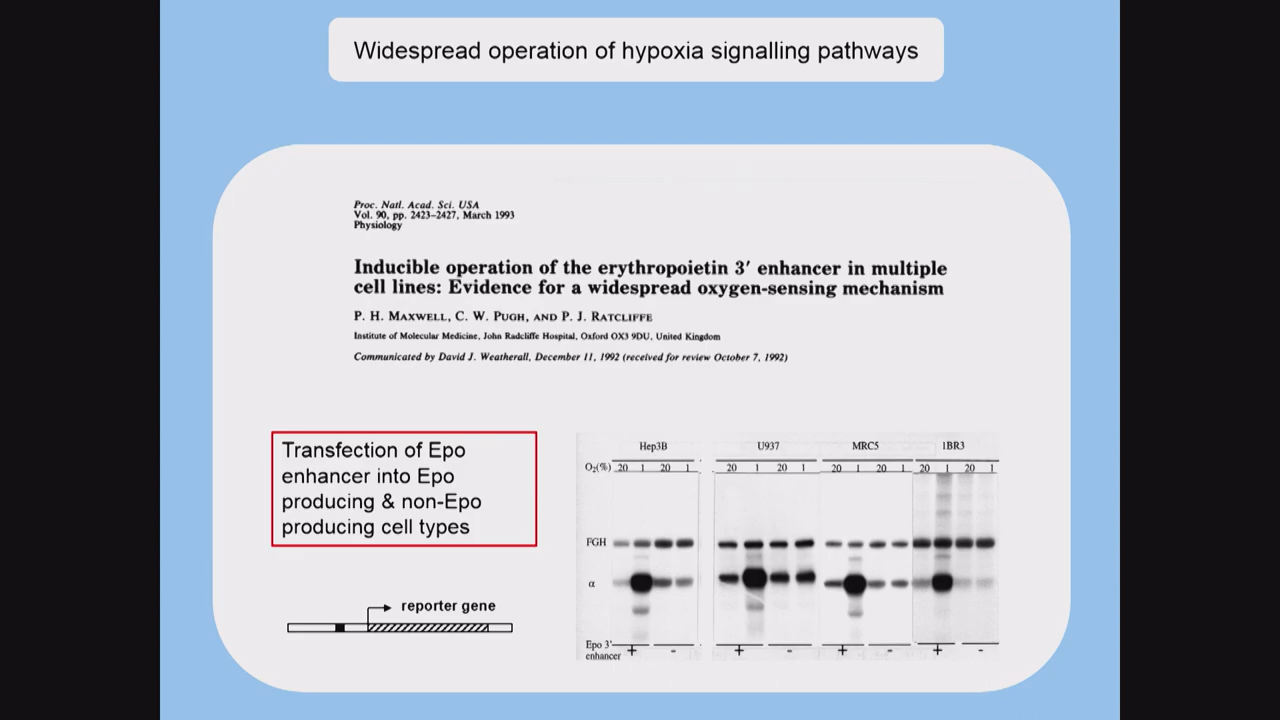 Widespread operation of hypoxia signalling pathways
Proc. Natl. Acad. Sci. USA
Vol. 90, pp. 2423–2427, March 1993
Physiology
Inducible operation of the erythropoietin 3′ enhancer in multiple
cell lines: Evidence for a widespread oxygen-sensing mechanism
P. H. MAXWELL, C. W. PUGH, AND P. J. RATCLIFFE
Institute of Molecular Medicine, John Radcliffe Hospital, Oxford OX3 9DU, United Kingdom
Communicated by David J. Weatherall, December 11, 1992 (received for review October 7, 1992)
Transfection of Epo
enhancer into Epo
producing & non-Epo
producing cell types
reporter gene
Hep3B U937 MRC5 1BR3
O₂(%) 20 1 20 1 20 1 20 1 20 1 20 1 20 1 20 1
FGH
α
Epo 3'
enhancer + - + - + - + -